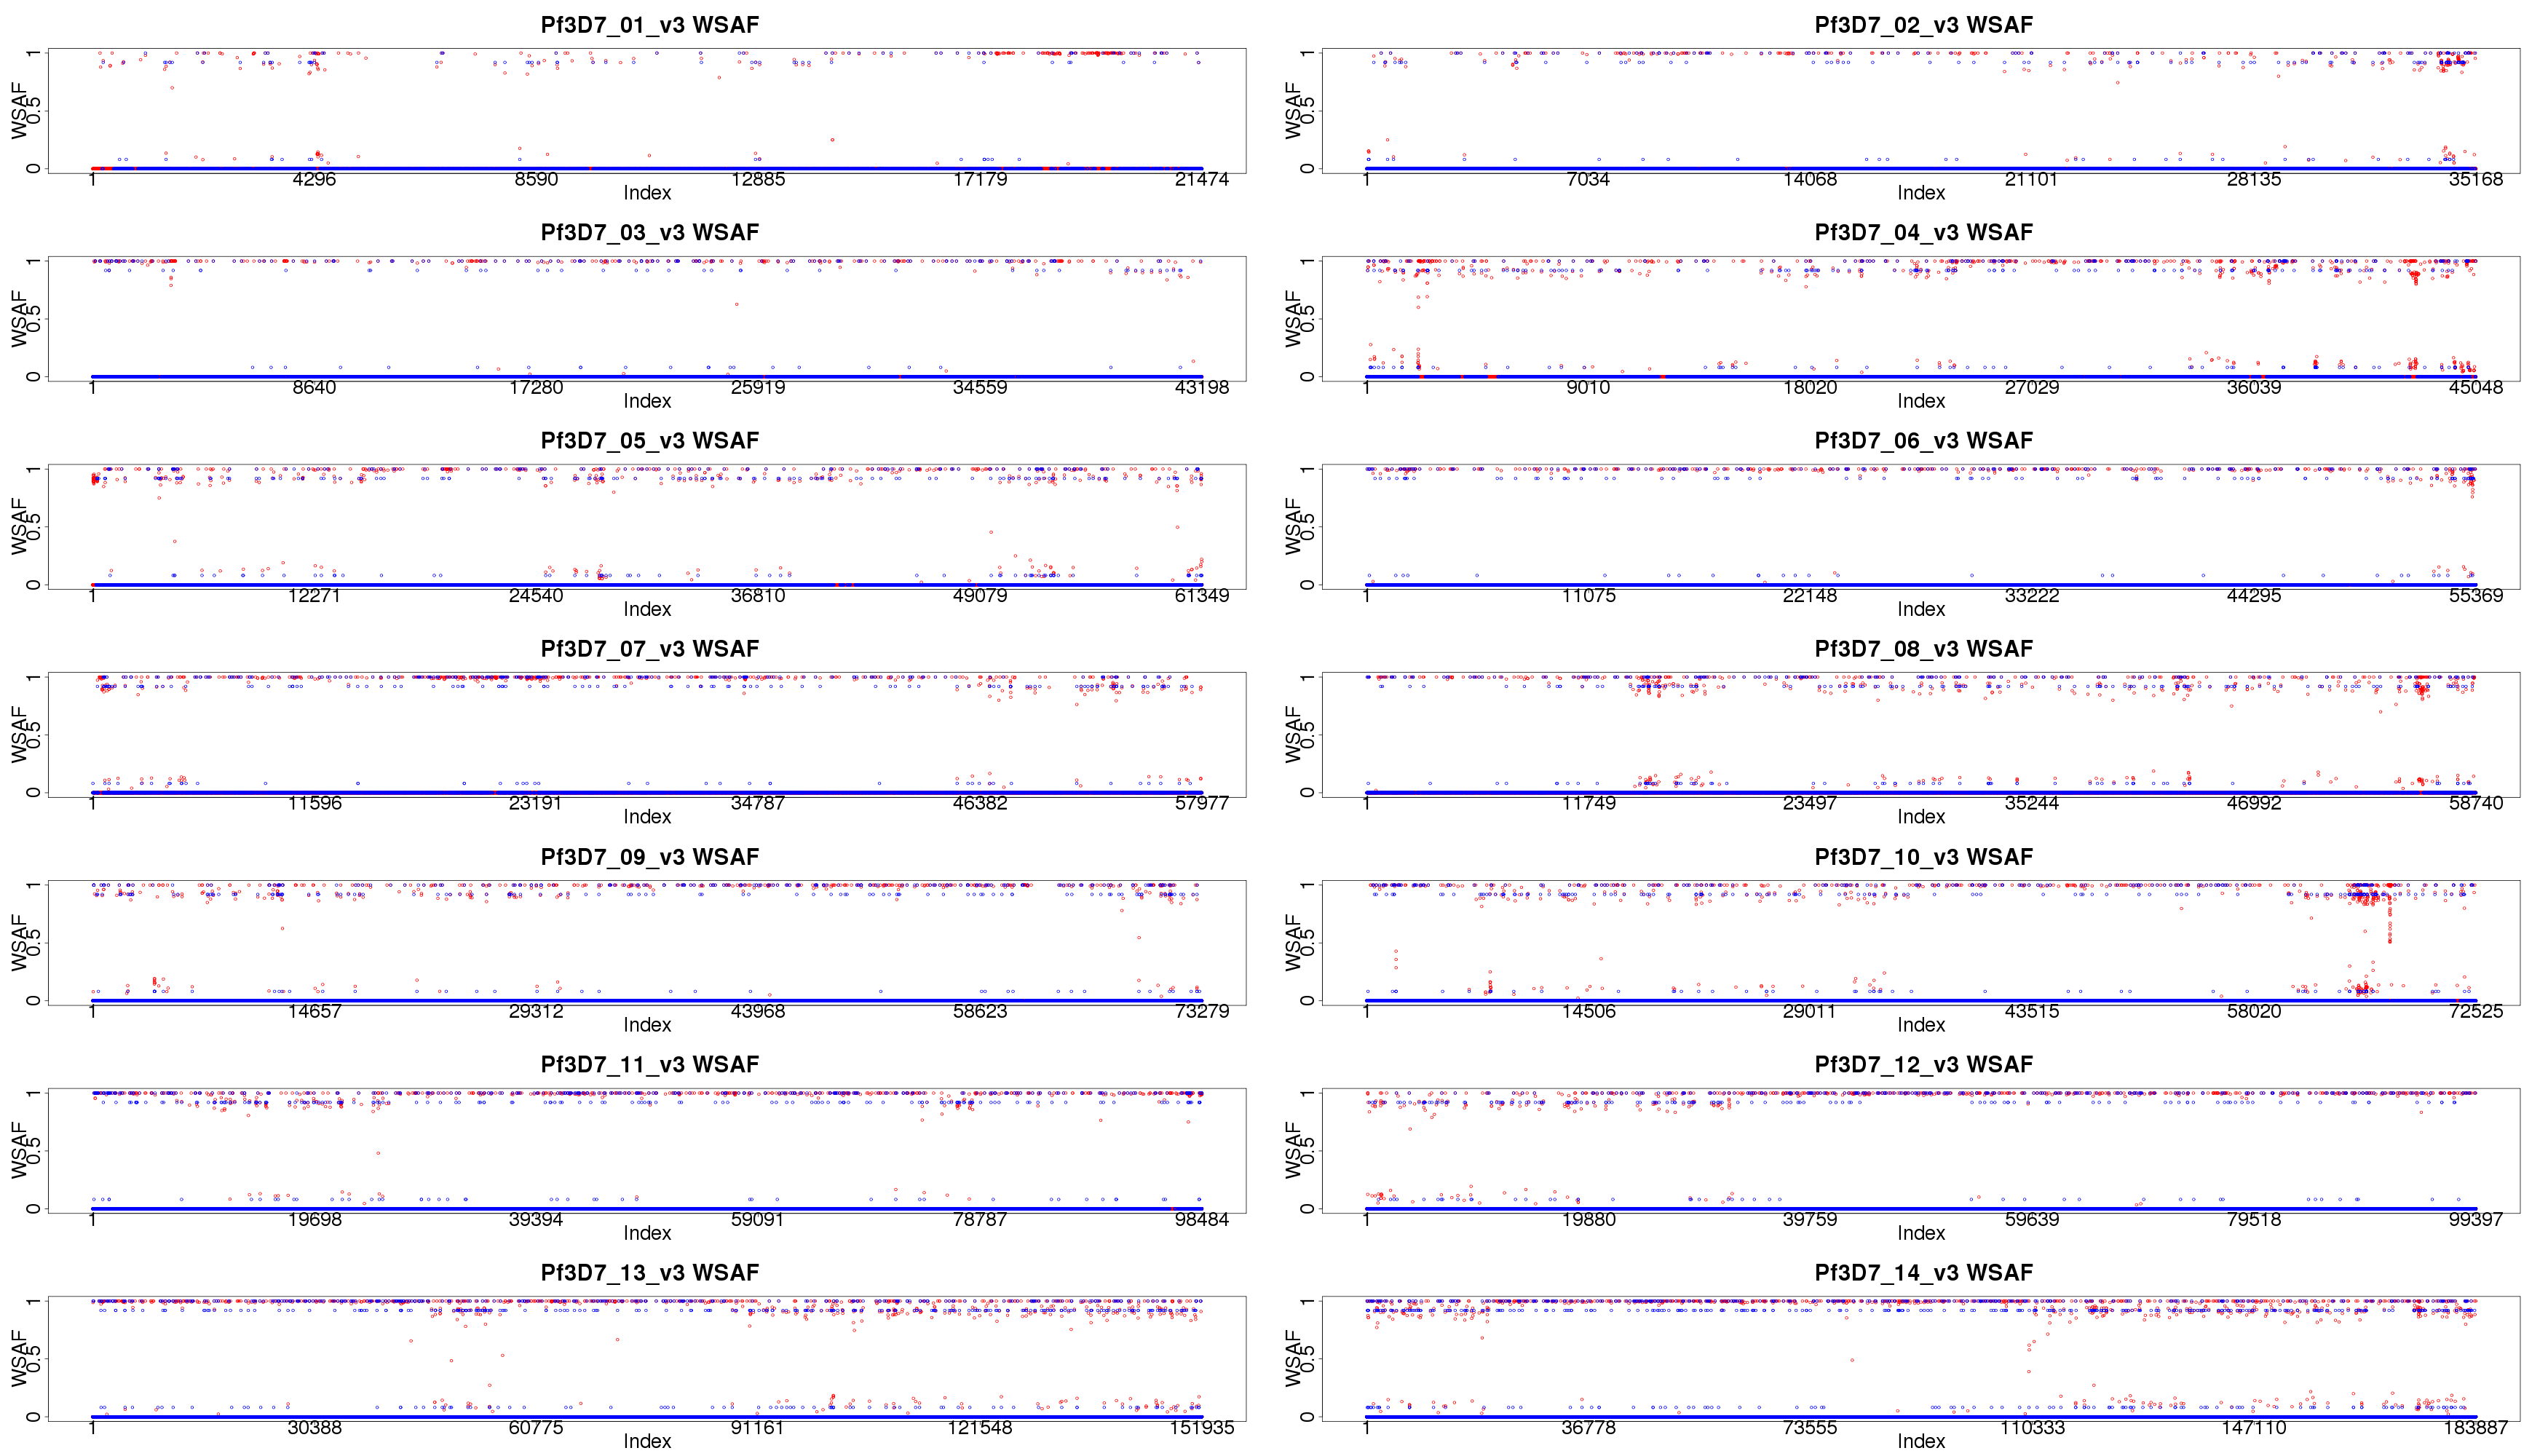 Pf3D7_01_v3 WSAF
WSAF
0 0.5 1
1 4296 8590 12885 17179 21474
Index
Pf3D7_02_v3 WSAF
WSAF
0 0.5 1
1 7034 14068 21101 28135 35168
Index
Pf3D7_03_v3 WSAF
WSAF
0 0.5 1
1 8640 17280 25919 34559 43198
Index
Pf3D7_04_v3 WSAF
WSAF
0 0.5 1
1 9010 18020 27029 36039 45048
Index
Pf3D7_05_v3 WSAF
WSAF
0 0.5 1
1 12271 24540 36810 49079 61349
Index
Pf3D7_06_v3 WSAF
WSAF
0 0.5 1
1 11075 22148 33222 44295 55369
Index
Pf3D7_07_v3 WSAF
WSAF
0 0.5 1
1 11596 23191 34787 46382 57977
Index
Pf3D7_08_v3 WSAF
WSAF
0 0.5 1
1 11749 23497 35244 46992 58740
Index
Pf3D7_09_v3 WSAF
WSAF
0 0.5 1
1 14657 29312 43968 58623 73279
Index
Pf3D7_10_v3 WSAF
WSAF
0 0.5 1
1 14506 29011 43515 58020 72525
Index
Pf3D7_11_v3 WSAF
WSAF
0 0.5 1
1 19698 39394 59091 78787 98484
Index
Pf3D7_12_v3 WSAF
WSAF
0 0.5 1
1 19880 39759 59639 79518 99397
Index
Pf3D7_13_v3 WSAF
WSAF
0 0.5 1
1 30388 60775 91161 121548 151935
Index
Pf3D7_14_v3 WSAF
WSAF
0 0.5 1
1 36778 73555 110333 147110 183887
Index